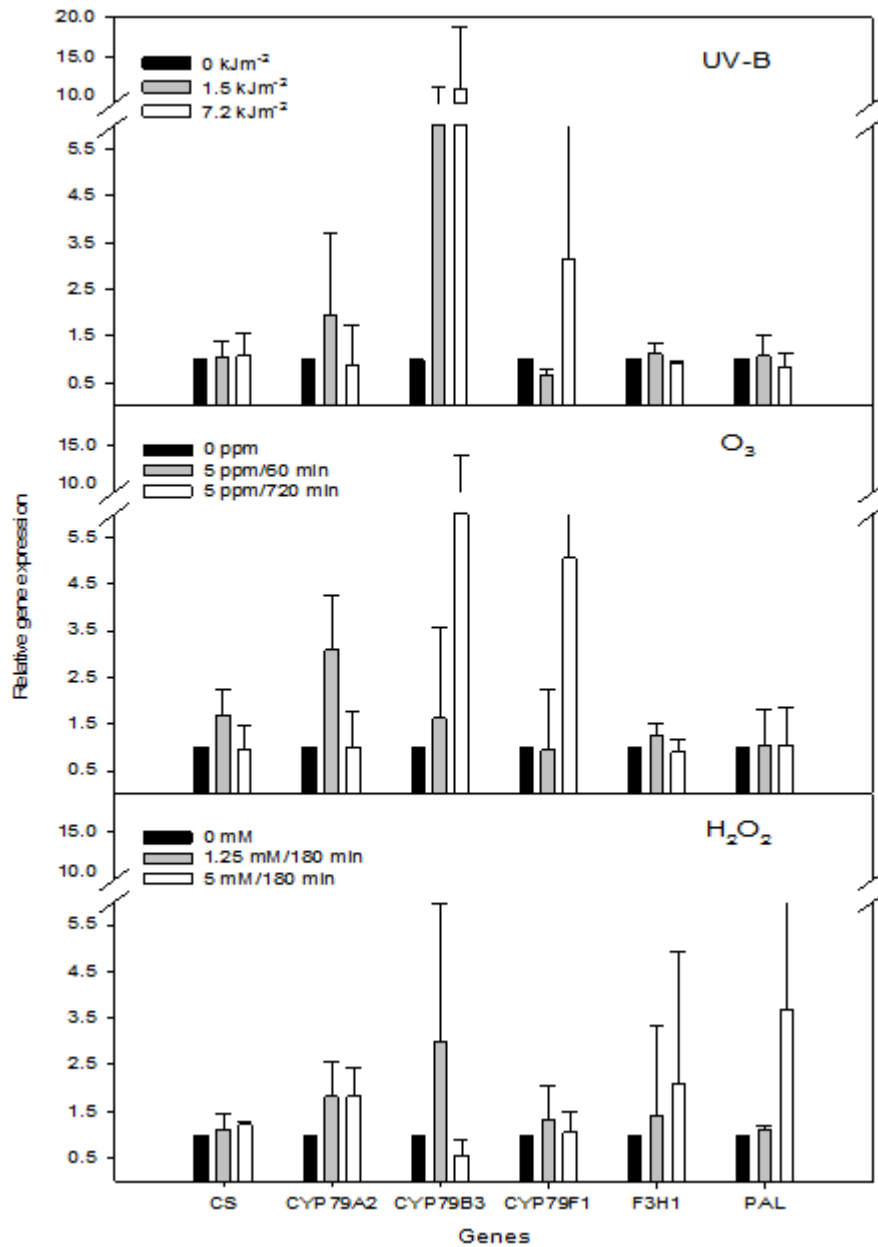 Relative gene expression
20.0
15.0
10.0
5.5
4.5
3.5
2.5
1.5
0.5
0 kJm⁻²
1.5 kJm⁻²
7.2 kJm⁻²
UV-B
15.0
10.0
5.5
4.5
3.5
2.5
1.5
0.5
0 ppm
5 ppm/60 min
5 ppm/720 min
O₃
15.0
10.0
5.5
4.5
3.5
2.5
1.5
0.5
0 mM
1.25 mM/180 min
5 mM/180 min
H₂O₂
CS CYP79A2 CYP79B3 CYP79F1 F3H1 PAL
Genes